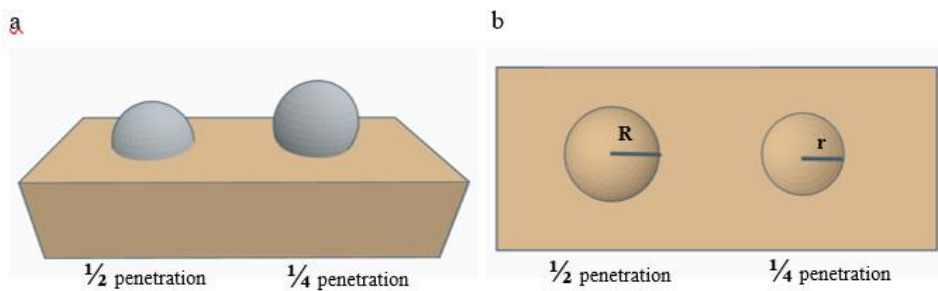 a
½ penetration
¼ penetration
b
R
r
½ penetration
¼ penetration